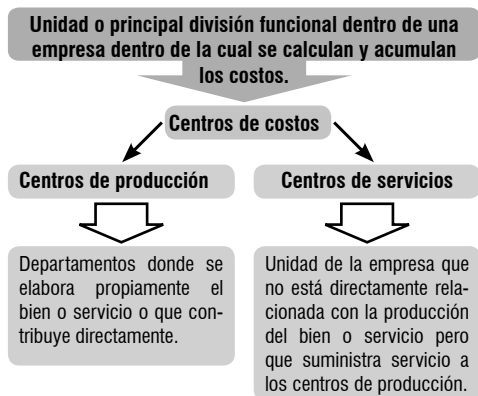 Unidad o principal división funcional dentro de una
empresa dentro de la cual se calculan y acumulan
los costos.
Centros de costos
Centros de producción
Centros de servicios
Departamentos donde se
elabora propiamente el
bien o servicio o que con-
tribuye directamente.
Unidad de la empresa que
no está directamente rela-
cionada con la producción
del bien o servicio pero
que suministra servicio a
los centros de producción.